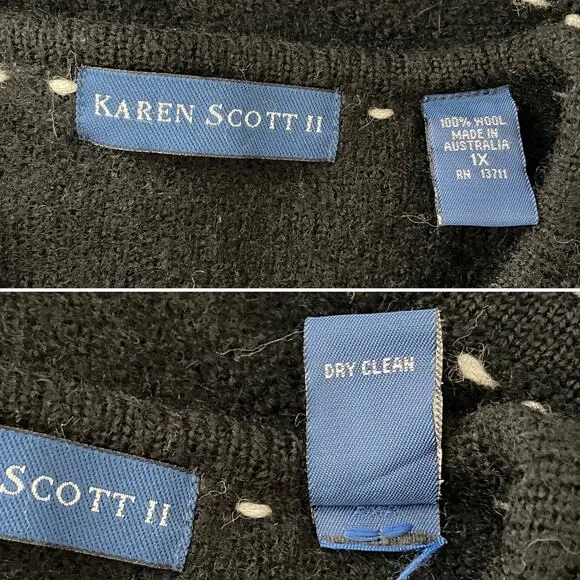 KAREN SCOTT II
100% WOOL
MADE IN
AUSTRALIA
1X
RN 13711
DRY CLEAN
SCOTT II